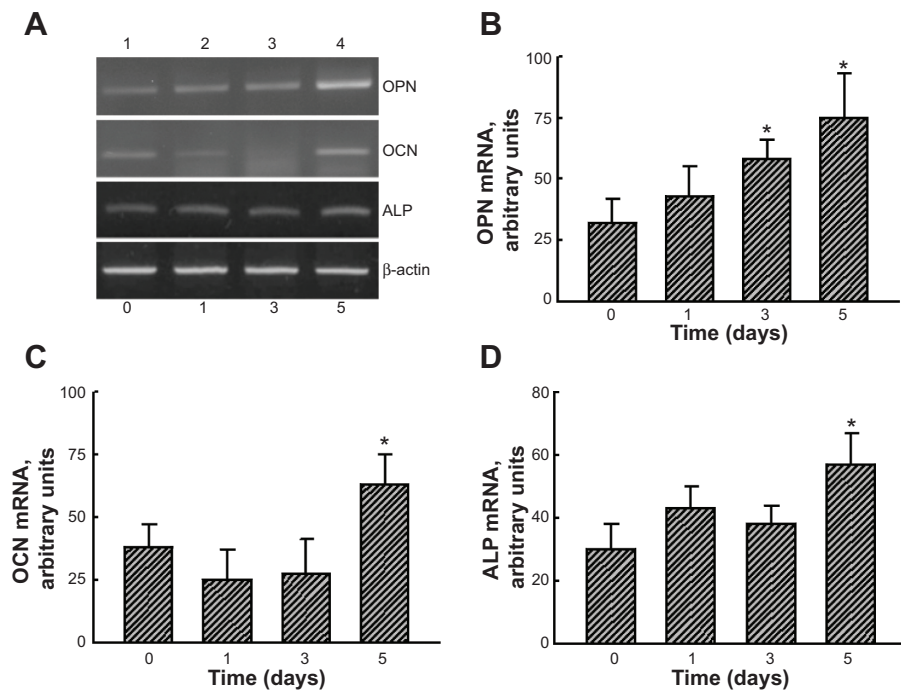 A
1 2 3 4
OPN
OCN
ALP
β-actin
0 1 3 5
B
100
75
50
25
0
OPN mRNA,
arbitrary units
*
*
0 1 3 5
Time (days)
C
100
75
50
25
0
OCN mRNA,
arbitrary units
*
0 1 3 5
Time (days)
D
80
60
40
20
0
ALP mRNA,
arbitrary units
*
0 1 3 5
Time (days)